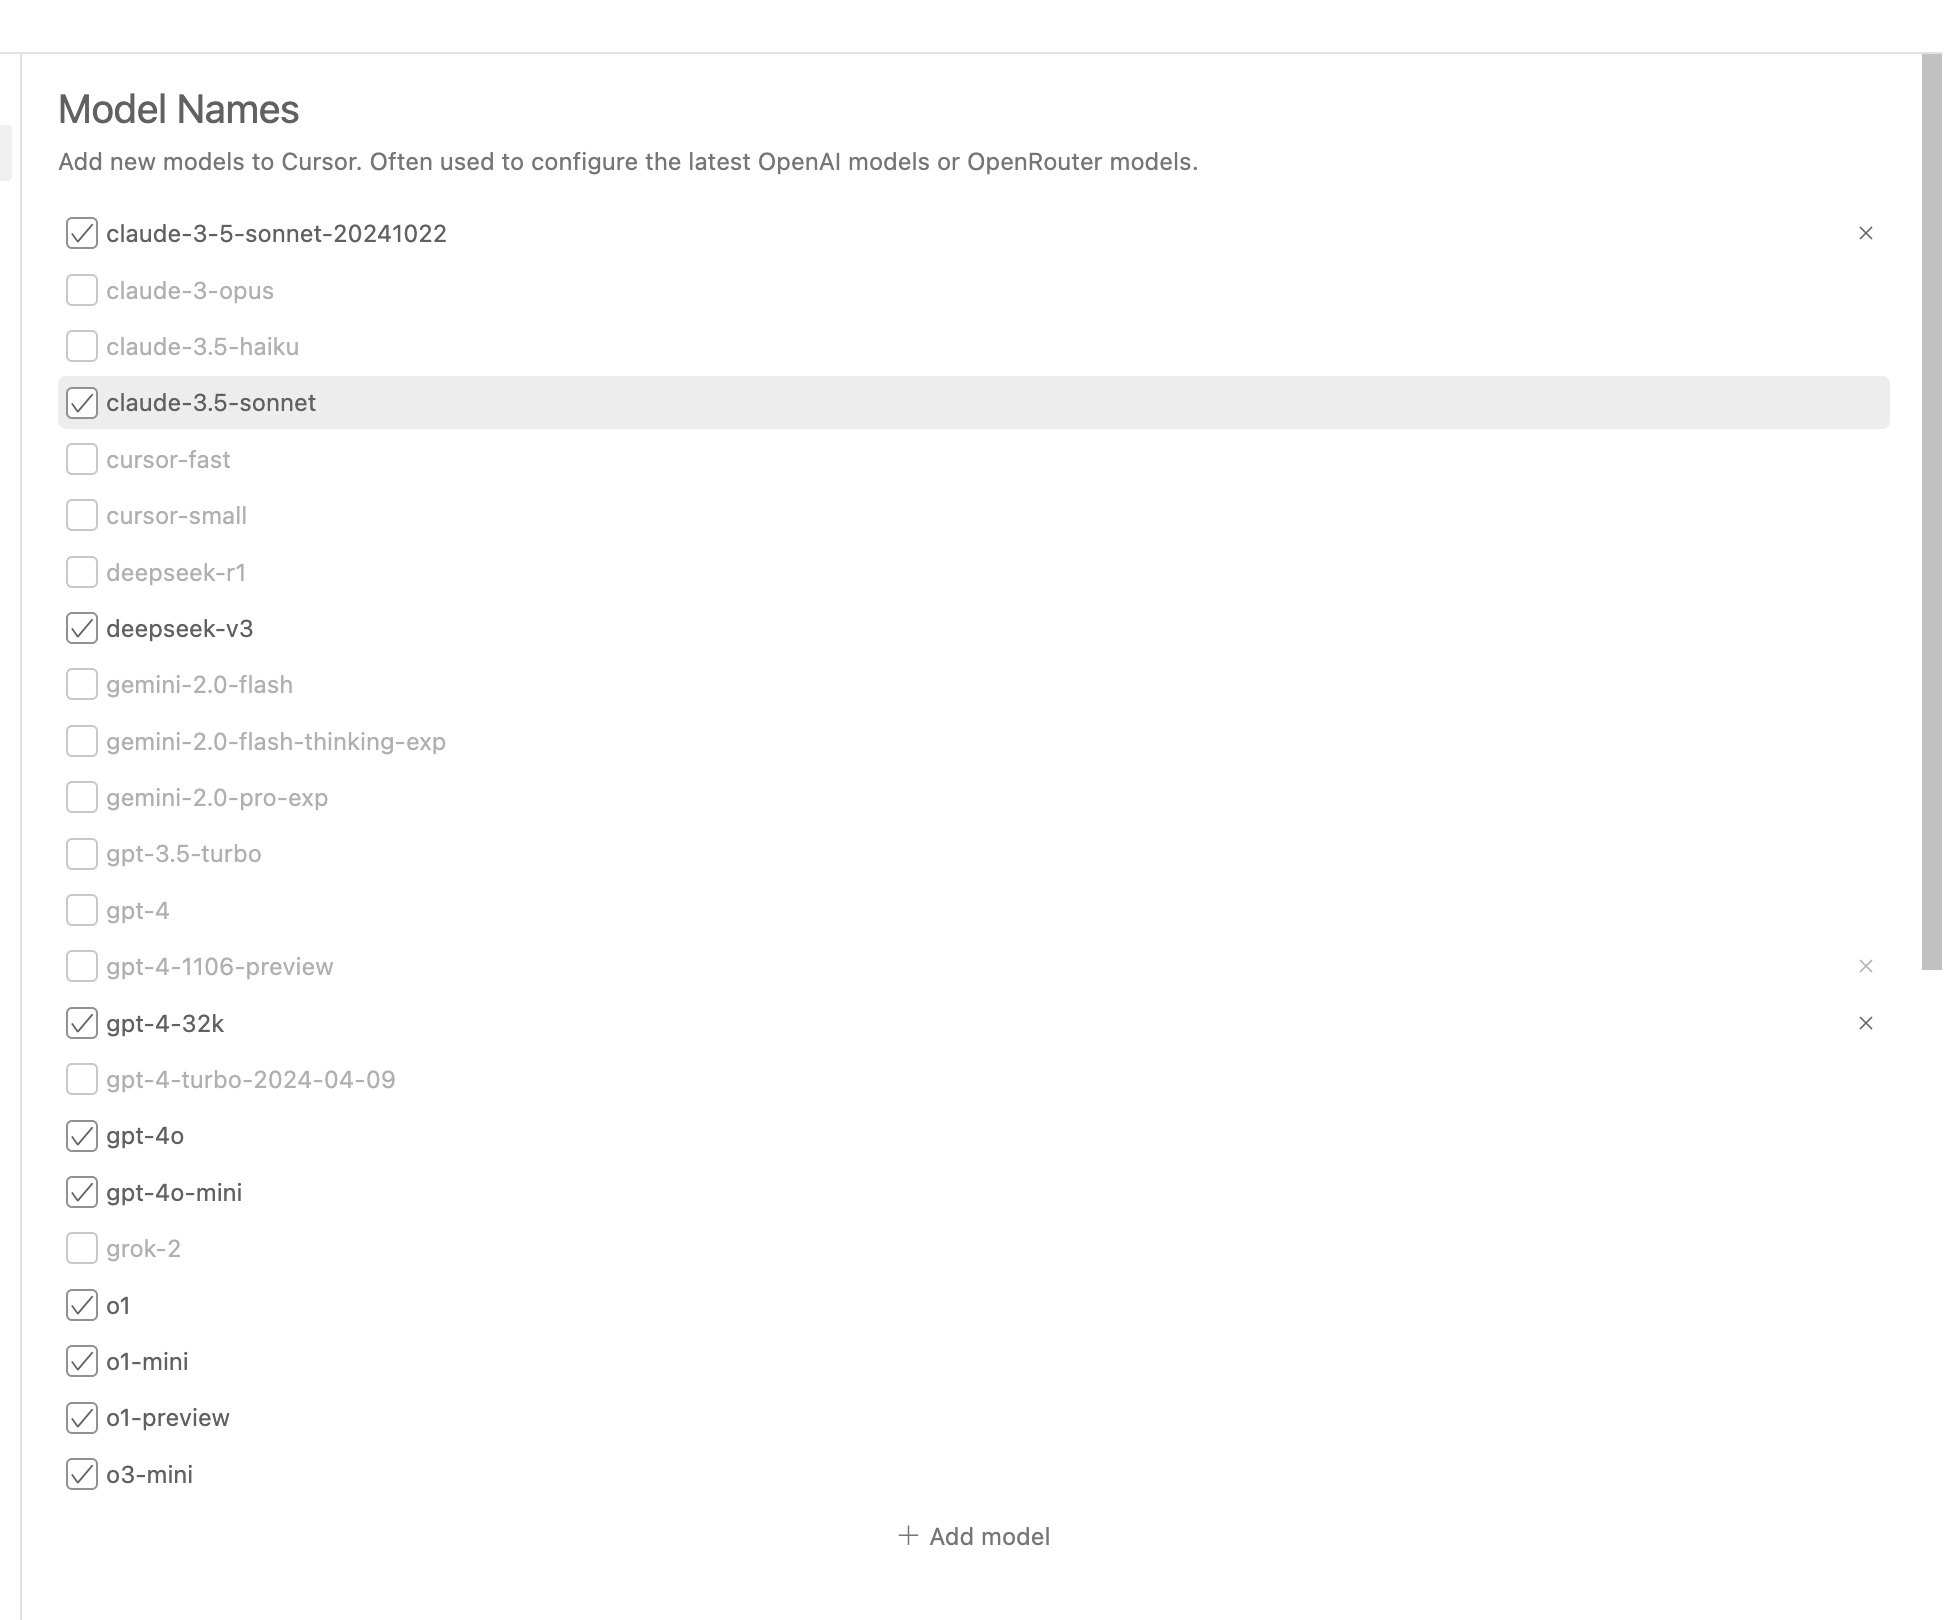 Model Names
Add new models to Cursor. Often used to configure the latest OpenAI models or OpenRouter models.
claude-3-5-sonnet-20241022
claude-3-opus
claude-3.5-haiku
claude-3.5-sonnet
cursor-fast
cursor-small
deepseek-r1
deepseek-v3
gemini-2.0-flash
gemini-2.0-flash-thinking-exp
gemini-2.0-pro-exp
gpt-3.5-turbo
gpt-4
gpt-4-1106-preview
gpt-4-32k
gpt-4-turbo-2024-04-09
gpt-4o
gpt-4o-mini
grok-2
o1
o1-mini
o1-preview
o3-mini
+ Add model